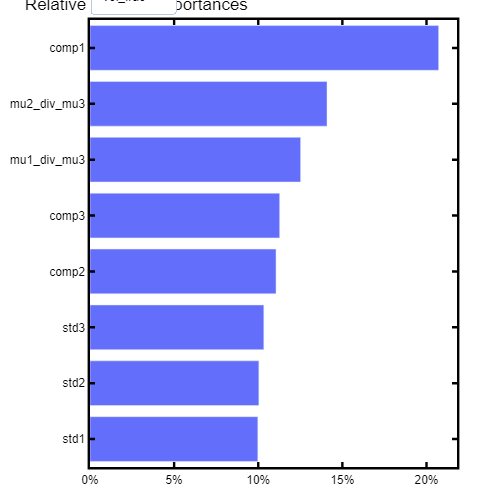 Relative portances
comp1
mu2_div_mu3
mu1_div_mu3
comp3
comp2
std3
std2
std1
0% 5% 10% 15% 20%